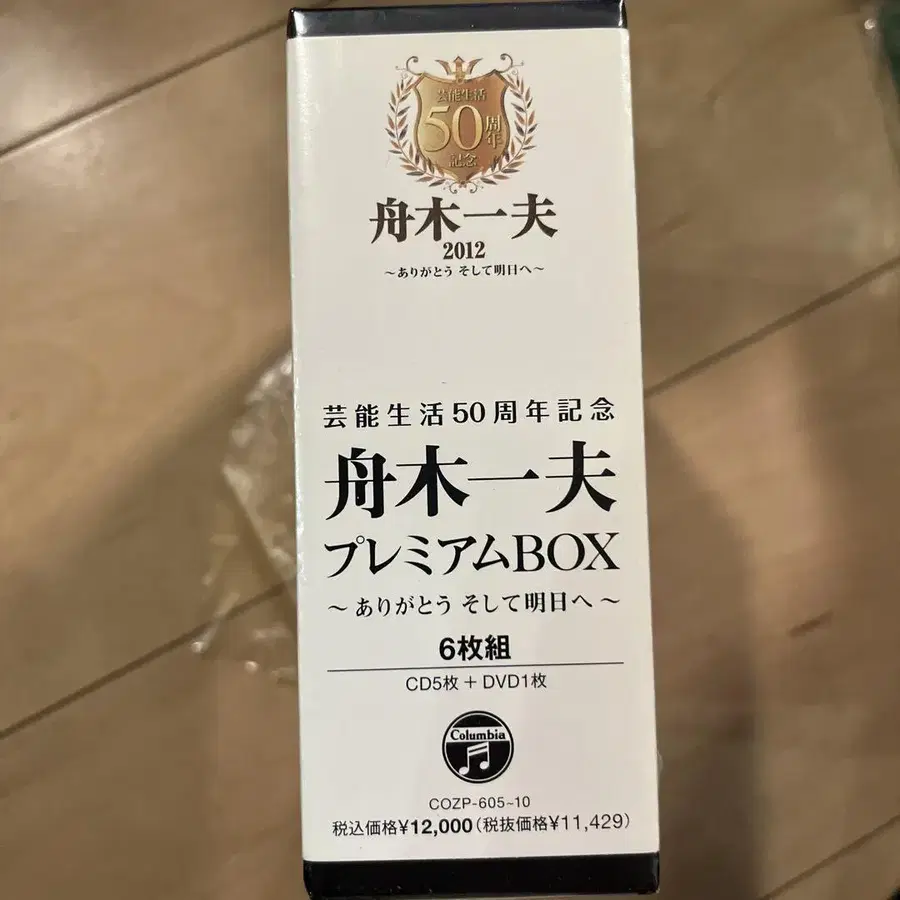 芸能生活
50周年
記念
舟木一夫
2012
～ありがとう そして明日へ～
芸能生活50周年記念
舟木一夫
プレミアムBOX
～ ありがとう そして明日へ ～
6枚組
CD5枚 + DVD1枚
Columbia
COZP-605~10
税込価格¥12,000(税抜価格¥11,429)